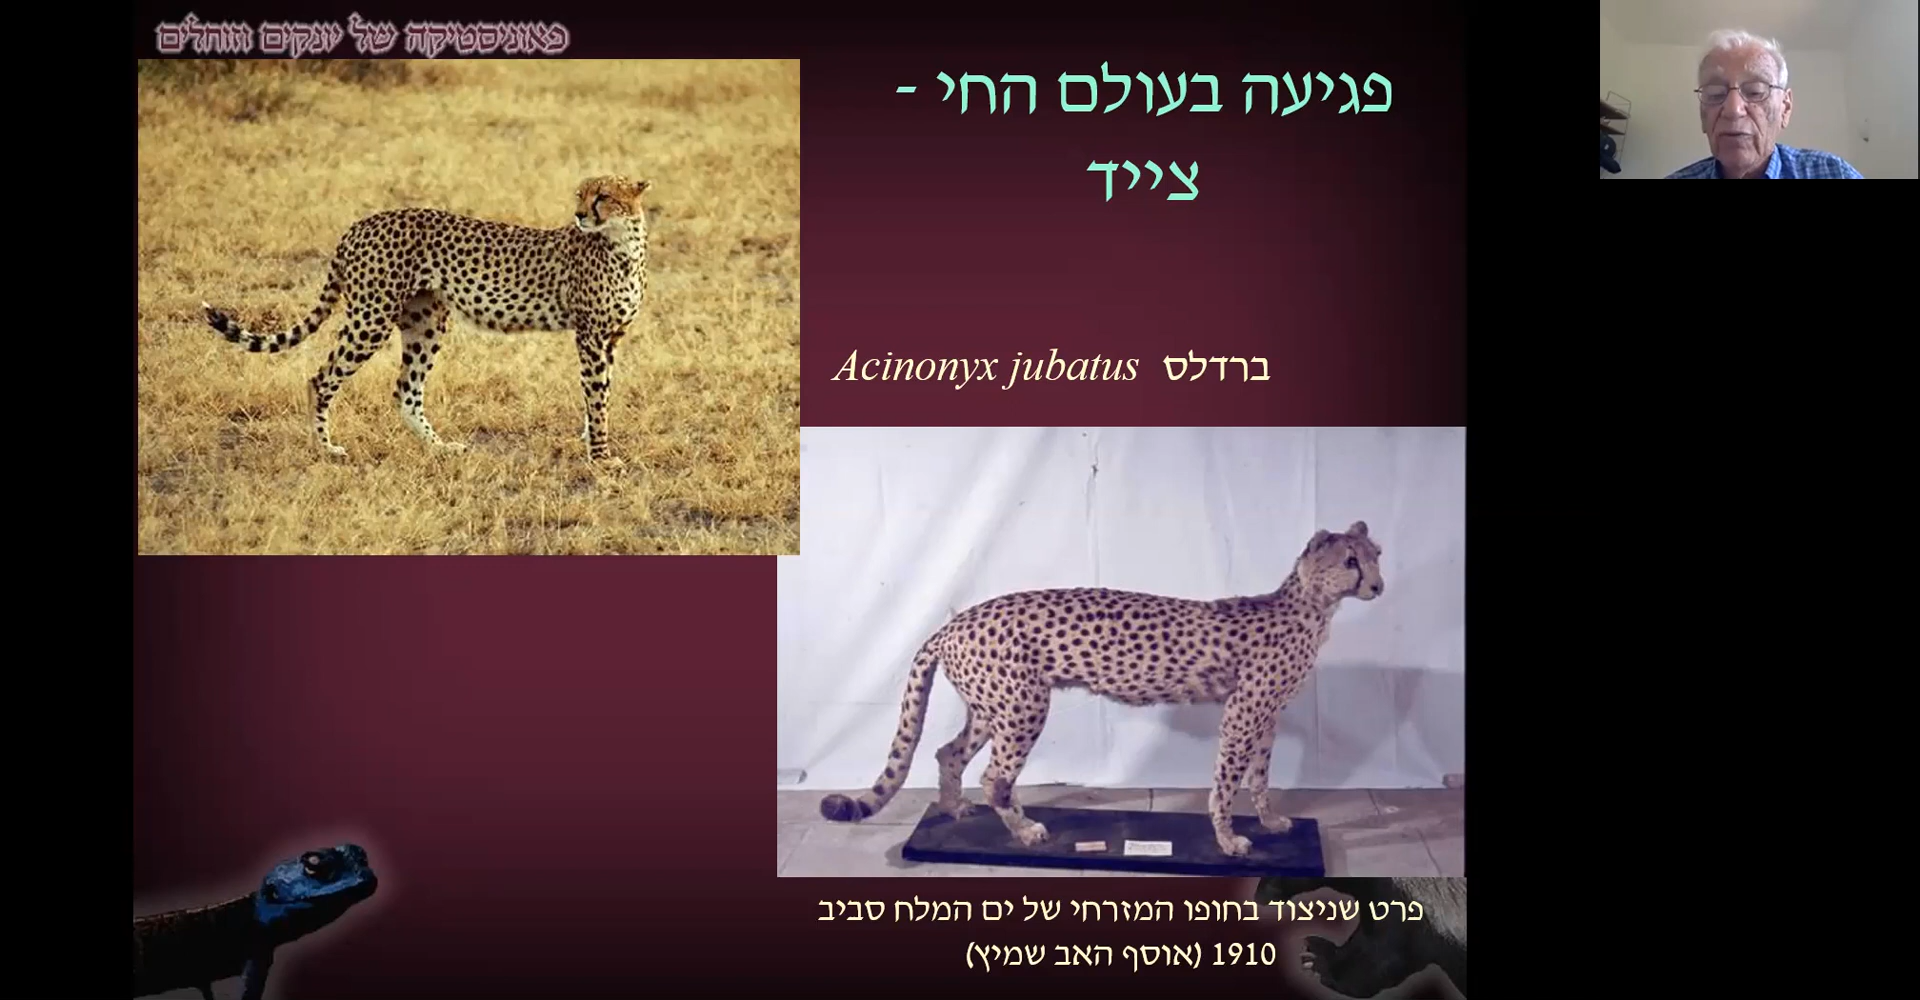 פאוניסטיקה של יונקים וזוחלים
פגיעה בעולם החי -
צייד
ברדלס Acinonyx jubatus
פרט שניצוד בחופו המזרחי של ים המלח סביב
1910 (אוסף האב שמיץ)